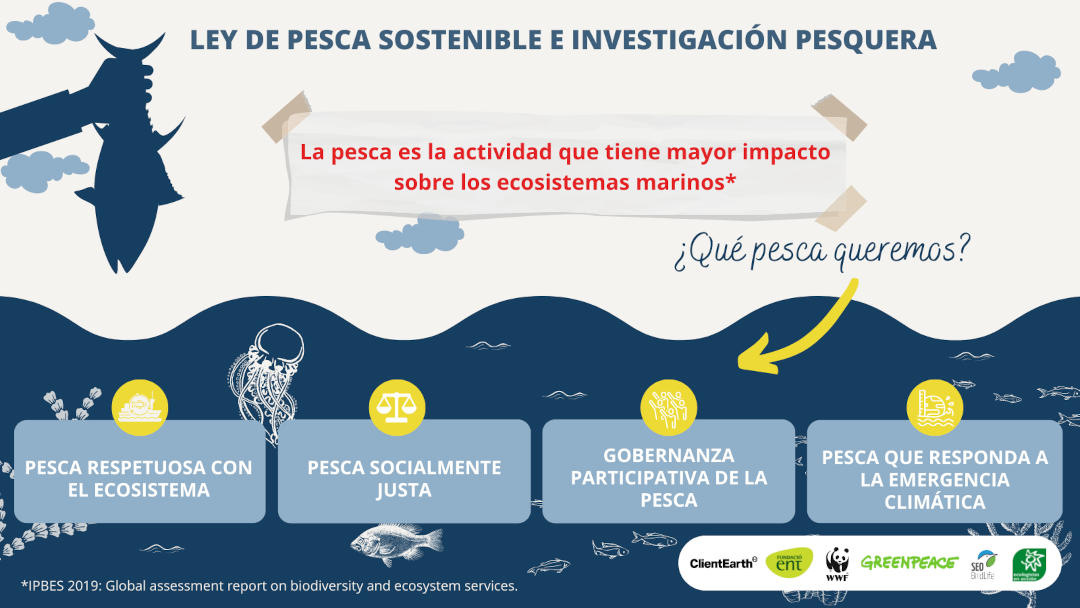 LEY DE PESCA SOSTENIBLE E INVESTIGACIÓN PESQUERA
La pesca es la actividad que tiene mayor impacto
sobre los ecosistemas marinos*
¿Qué pesca queremos?
PESCA RESPETUOSA CON
EL ECOSISTEMA
PESCA SOCIALMENTE
JUSTA
GOBERNANZA
PARTICIPATIVA DE LA
PESCA
PESCA QUE RESPONDA A
LA EMERGENCIA
CLIMÁTICA
ClientEarth
FUNDACIÓ
ent
WWF
GREENPEACE
SEO
BirdLife
ecologistas
en acción
*IPBES 2019: Global assessment report on biodiversity and ecosystem services.